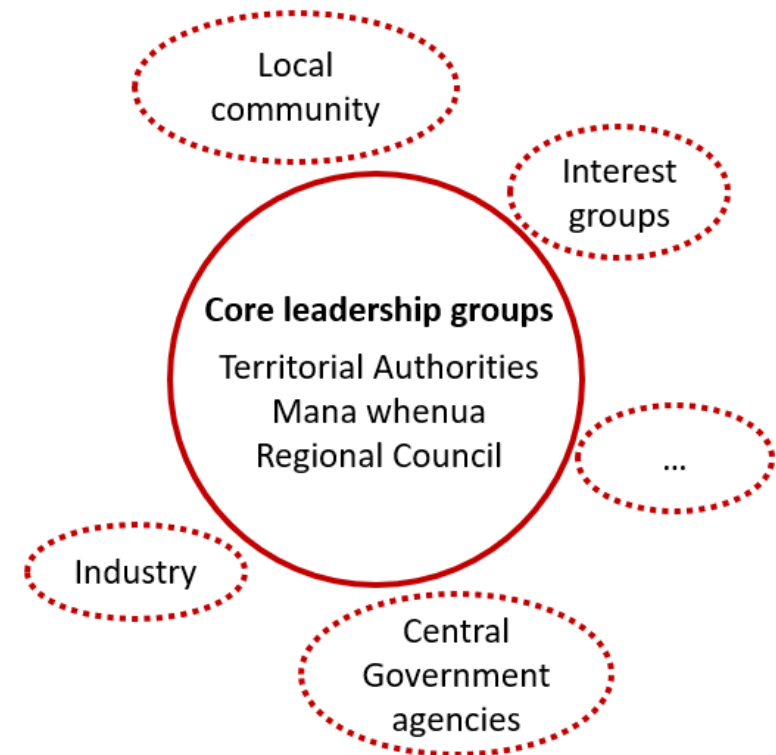 Local
community
Interest
groups
Core leadership groups
Territorial Authorities
Mana whenua
Regional Council
...
Industry
Central
Government
agencies